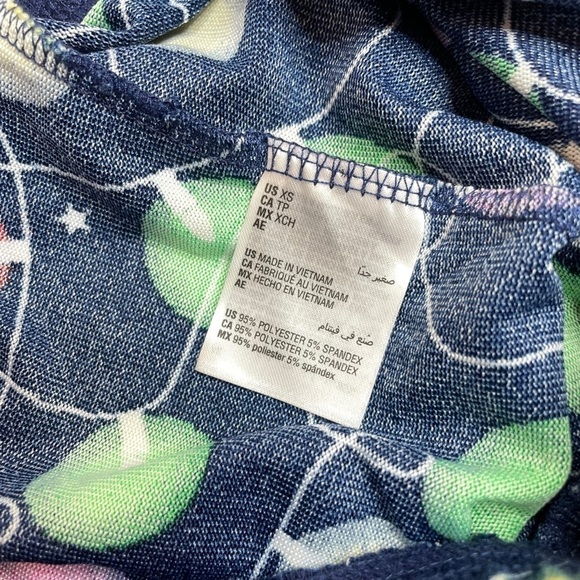 US XS
CA TP
MX XCH
AE صغير جدًا
US MADE IN VIETNAM
CA FABRIQUÉ AU VIETNAM
MX HECHO EN VIETNAM
AE صُنع في فيتنام
US 95% POLYESTER 5% SPANDEX
CA 95% POLYESTER 5% SPANDEX
MX 95% poliester 5% spándex